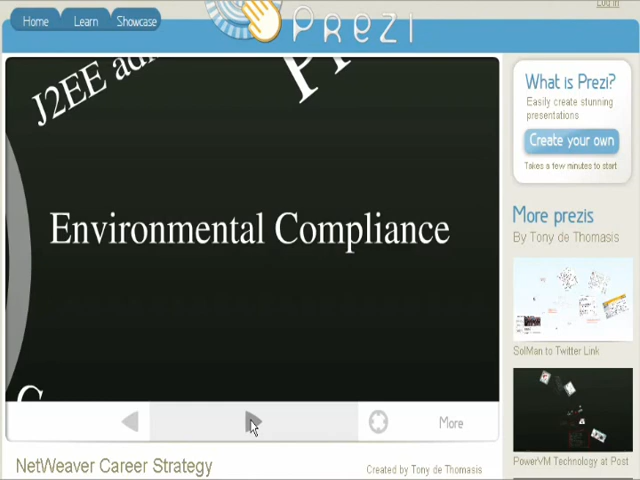 Home Learn Showcase
Prezi
Log in
J2EE
Environmental Compliance
More
NetWeaver Career Strategy
Created by Tony de Thomasis
What is Prezi?
Easily create stunning
presentations
Create your own
Takes a few minutes to start
More prezis
By Tony de Thomasis
SolMan to Twitter Link
PowerVM Technology at Post